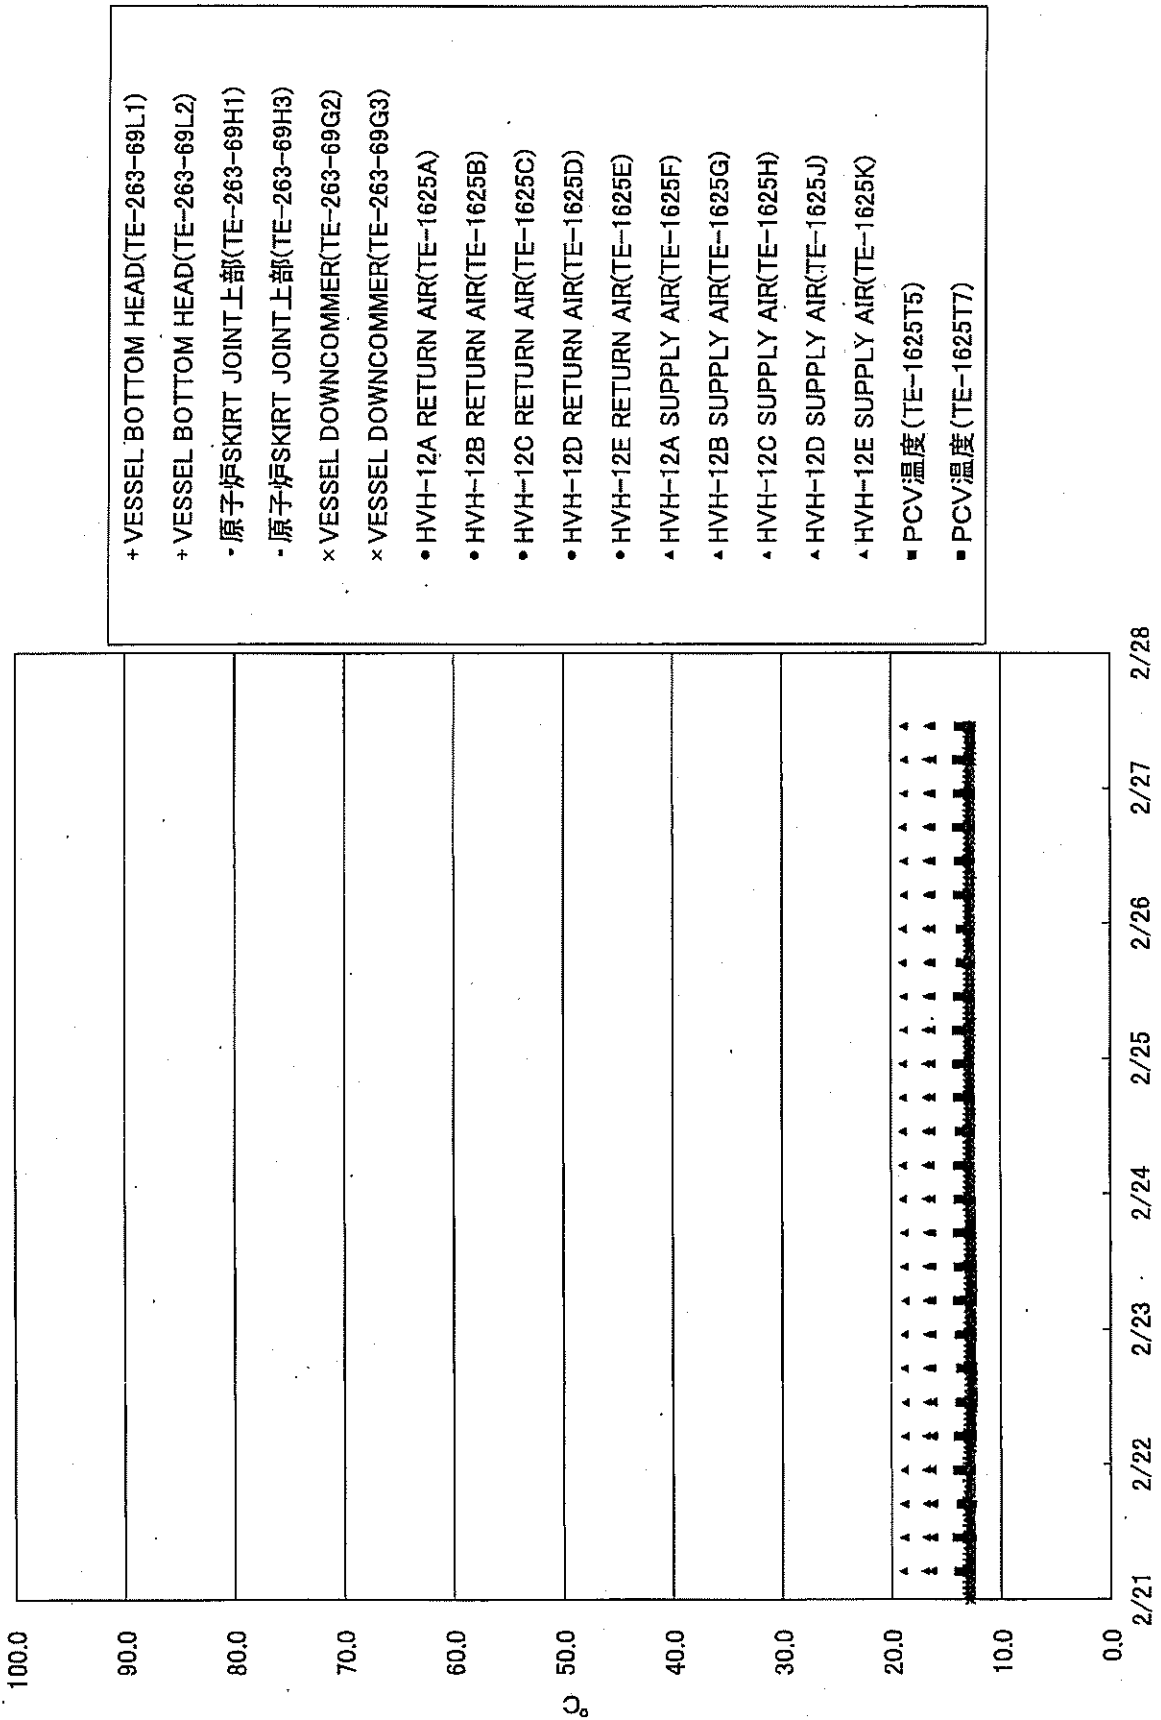 100.0
90.0
80.0
70.0
60.0
50.0
40.0
30.0
20.0
10.0
0.0
℃
2/21 2/22 2/23 2/24 2/25 2/26 2/27 2/28
+ VESSEL BOTTOM HEAD(TE-263-69L1)
+ VESSEL BOTTOM HEAD(TE-263-69L2)
- 原子炉SKIRT JOINT上部(TE-263-69H1)
- 原子炉SKIRT JOINT上部(TE-263-69H3)
× VESSEL DOWNCOMMER(TE-263-69G2)
× VESSEL DOWNCOMMER(TE-263-69G3)
● HVH-12A RETURN AIR(TE-1625A)
● HVH-12B RETURN AIR(TE-1625B)
● HVH-12C RETURN AIR(TE-1625C)
● HVH-12D RETURN AIR(TE-1625D)
● HVH-12E RETURN AIR(TE-1625E)
▲ HVH-12A SUPPLY AIR(TE-1625F)
▲ HVH-12B SUPPLY AIR(TE-1625G)
▲ HVH-12C SUPPLY AIR(TE-1625H)
▲ HVH-12D SUPPLY AIR(TE-1625J)
▲ HVH-12E SUPPLY AIR(TE-1625K)
■ PCV温度(TE-1625T5)
■ PCV温度(TE-1625T7)